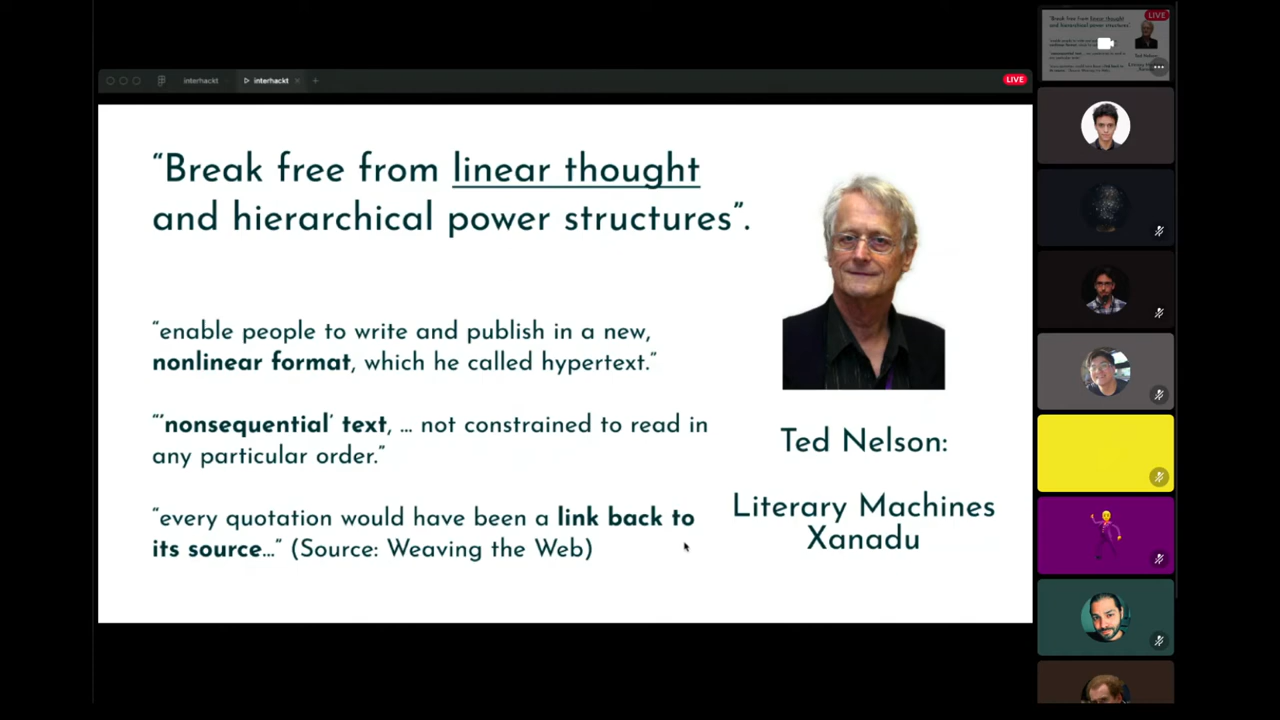 LIVE
interhackt
interhackt
LIVE
“Break free from linear thought
and hierarchical power structures”.
“enable people to write and publish in a new,
nonlinear format, which he called hypertext.”
“‘nonsequential’ text, ... not constrained to read in
any particular order.”
“every quotation would have been a link back to
its source...” (Source: Weaving the Web)
Ted Nelson:
Literary Machines
Xanadu